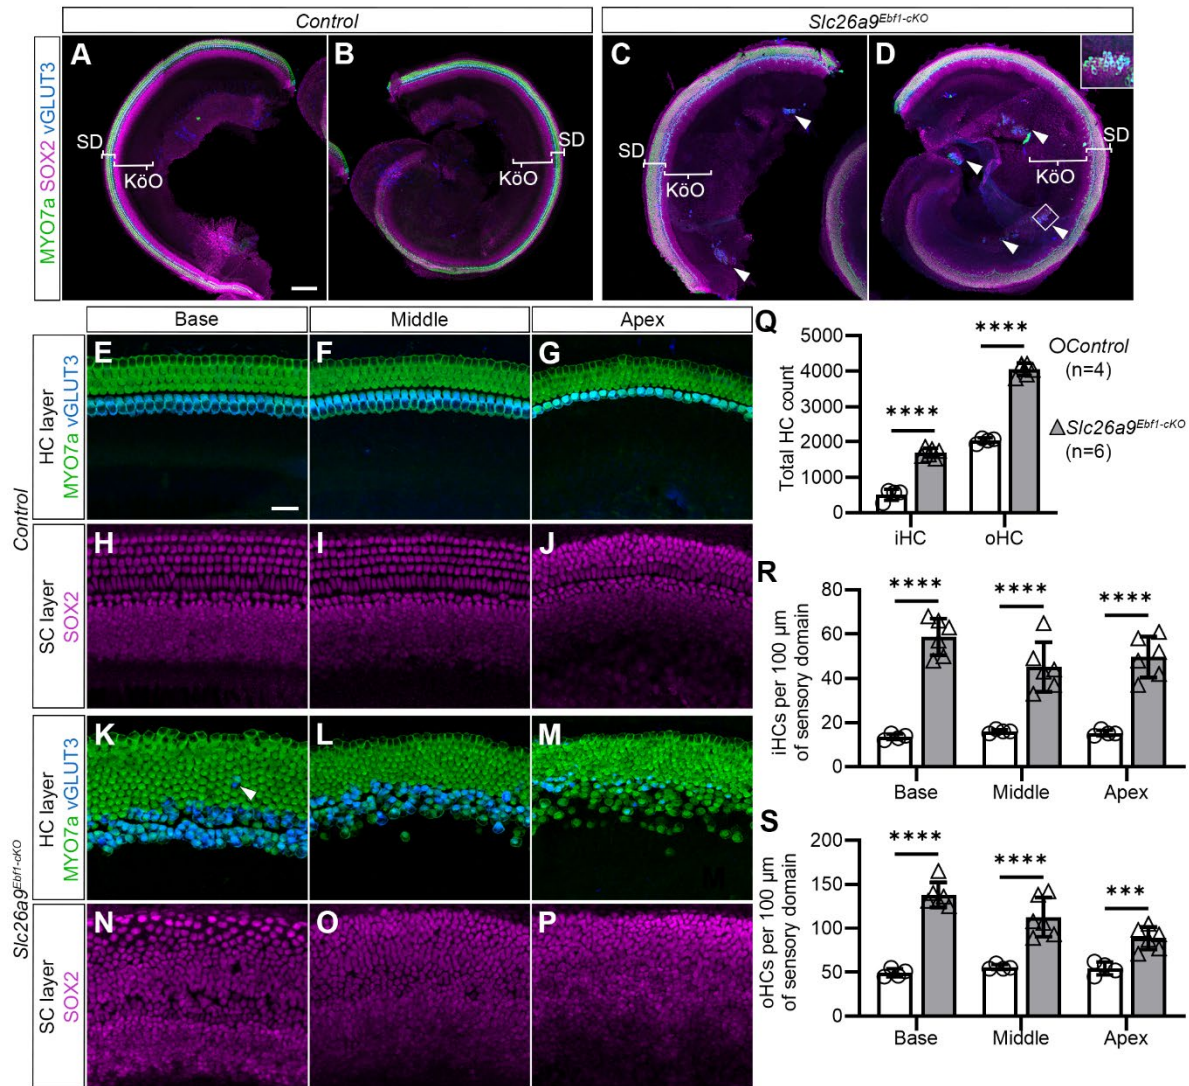 Control
Slc26a9Ebf1-cKO
MYO7a SOX2 vGLUT3
A
B
C
D
SD
KöO
SD
KöO
SD
KöO
SD
KöO
Base
Middle
Apex
Control
HC layer
MYO7a vGLUT3
E
F
G
SC layer
SOX2
H
I
J
Slc26a9Ebf1-cKO
HC layer
MYO7a vGLUT3
K
L
M
M
SC layer
SOX2
N
O
P
Q
Total HC count
5000
4000
3000
2000
1000
0
****
****
iHC
oHC
Control
(n=4)
Slc26a9Ebf1-cKO
(n=6)
R
iHCs per 100 µm
of sensory domain
80
60
40
20
0
****
****
****
Base
Middle
Apex
S
oHCs per 100 µm
of sensory domain
200
150
100
50
0
****
****
***
Base
Middle
Apex